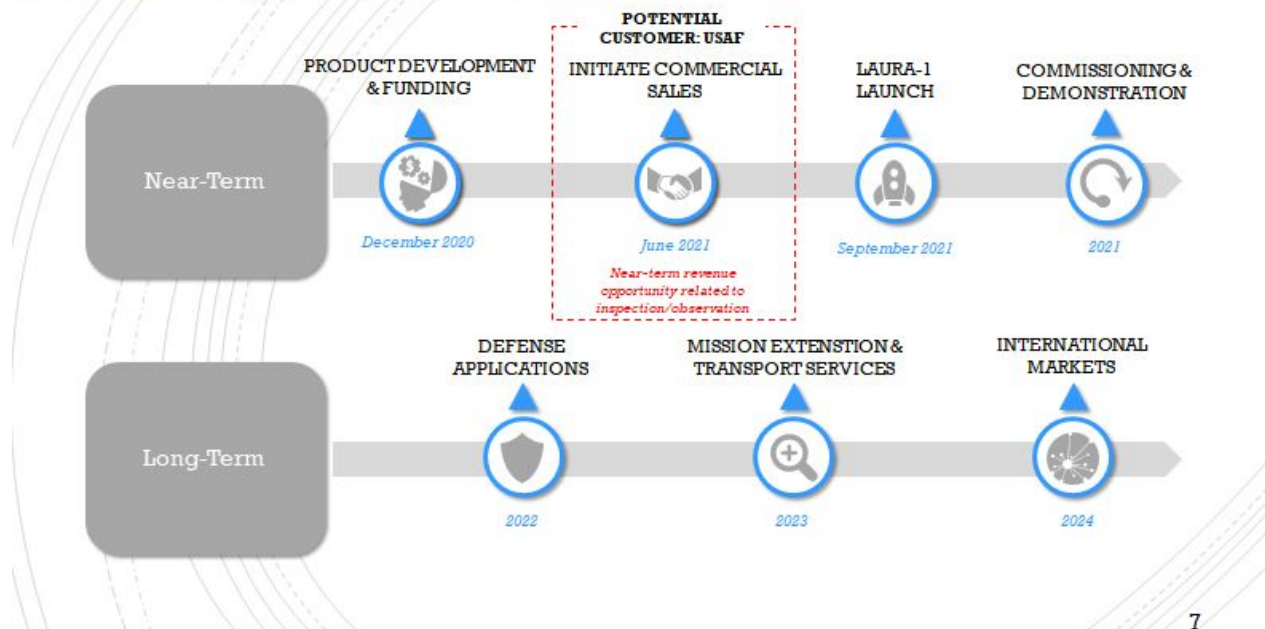 POTENTIAL
CUSTOMER: USAF
PRODUCT DEVELOPMENT
& FUNDING
INITIATE COMMERCIAL
SALES
LAURA-1
LAUNCH
COMMISSIONING &
DEMONSTRATION
Near-Term
$
December 2020
June 2021
September 2021
2021
Near-term revenue
opportunity related to
inspection/observation
DEFENSE
APPLICATIONS
MISSION EXTENSTION &
TRANSPORT SERVICES
INTERNATIONAL
MARKETS
Long-Term
2022
2023
2024
7